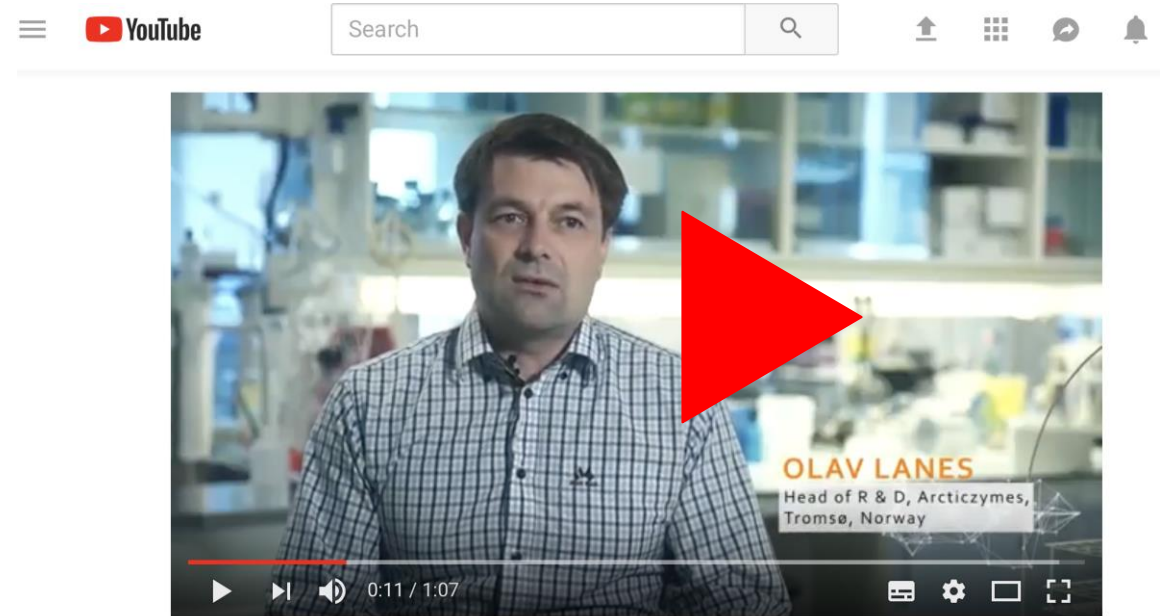 YouTube
Search
OLAV LANES
Head of R & D, Arcticzymes,
Tromsø, Norway
0:11 / 1:07